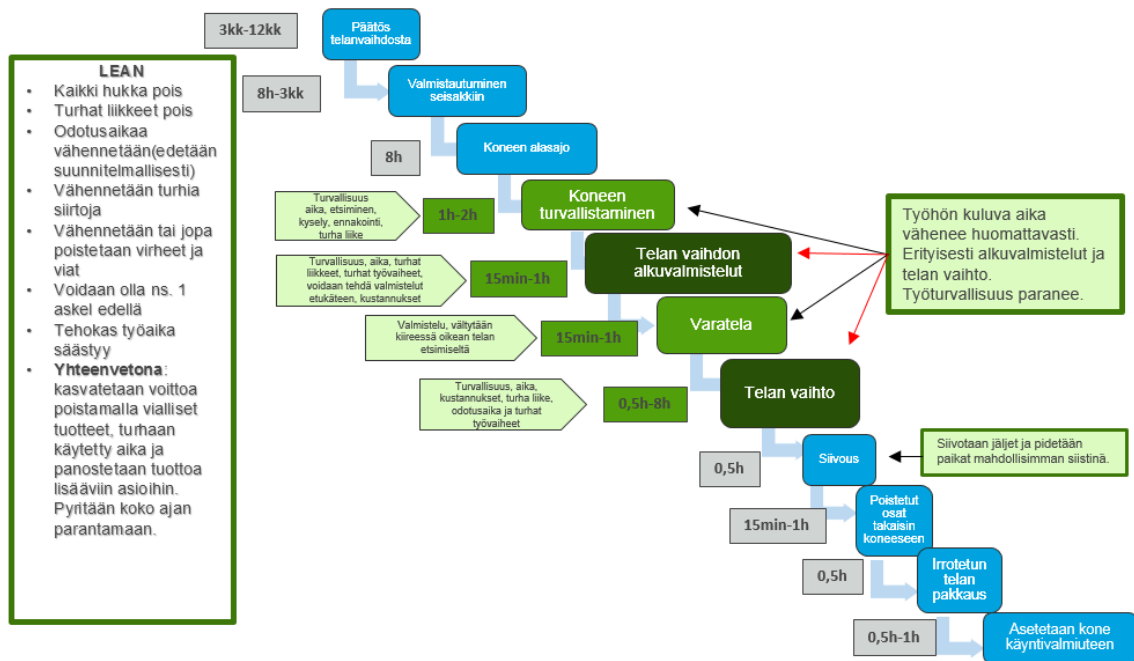 3kk-12kk
Päätös
telanvaihdosta
LEAN
• Kaikki hukka pois
• Turhat liikkeet pois
• Odotusaikaa
vähennetään(edetään
suunnitelmallisesti)
• Vähennetään turhia
siirtoja
• Vähennetään tai jopa
poistetaan virheet ja
viat
• Voidaan olla ns. 1
askel edellä
• Tehokas työaika
säästyy
• Yhteenvetona:
kasvatetaan voittoa
poistamalla vialliset
tuotteet, turhaan
käytetty aika ja
panostetaan tuottoa
lisääviin asioihin.
Pyritään koko ajan
parantamaan.
8h-3kk
Valmistautuminen
seisakkiin
8h
Koneen alasajo
Turvallisuus
aika, etsiminen,
kysely, ennakointi,
turha liike
1h-2h
Koneen
turvallistaminen
Työhön kuluva aika
vähenee huomattavasti.
Erityisesti alkuvalmistelut ja
telan vaihto.
Työturvallisuus paranee.
Turvallisuus, aika, turhat
liikkeet, turhat työvaiheet,
voidaan tehdä valmistelut
etukäteen, kustannukset
15min-1h
Telan vaihdon
alkuvalmistelut
Valmistelu, vältytään
kiireessä oikean telan
etsimiseltä
15min-1h
Varatela
Turvallisuus, aika,
kustannukset, turha liike,
odotusaika ja turhat
työvaiheet
0,5h-8h
Telan vaihto
0,5h
Siivous
Siivotaan jäljet ja pidetään
paikat mahdollisimman siistinä.
15min-1h
Poistetut
osat
takaisin
koneeseen
0,5h
Irrotetun
telan
pakkaus
0,5h-1h
Asetetaan kone
käyntivalmiuteen